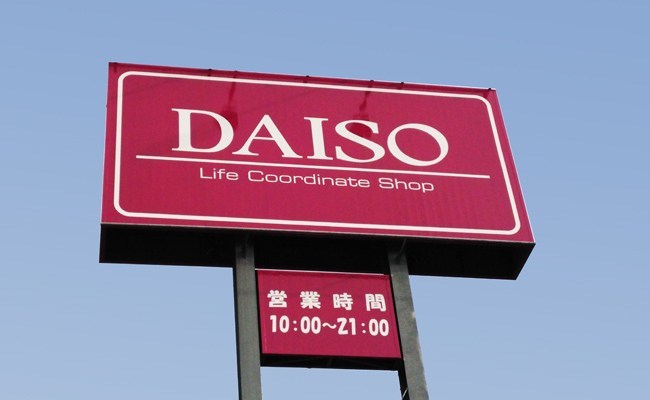 DAISO
Life Coordinate Shop
営業時間
10:00～21:00